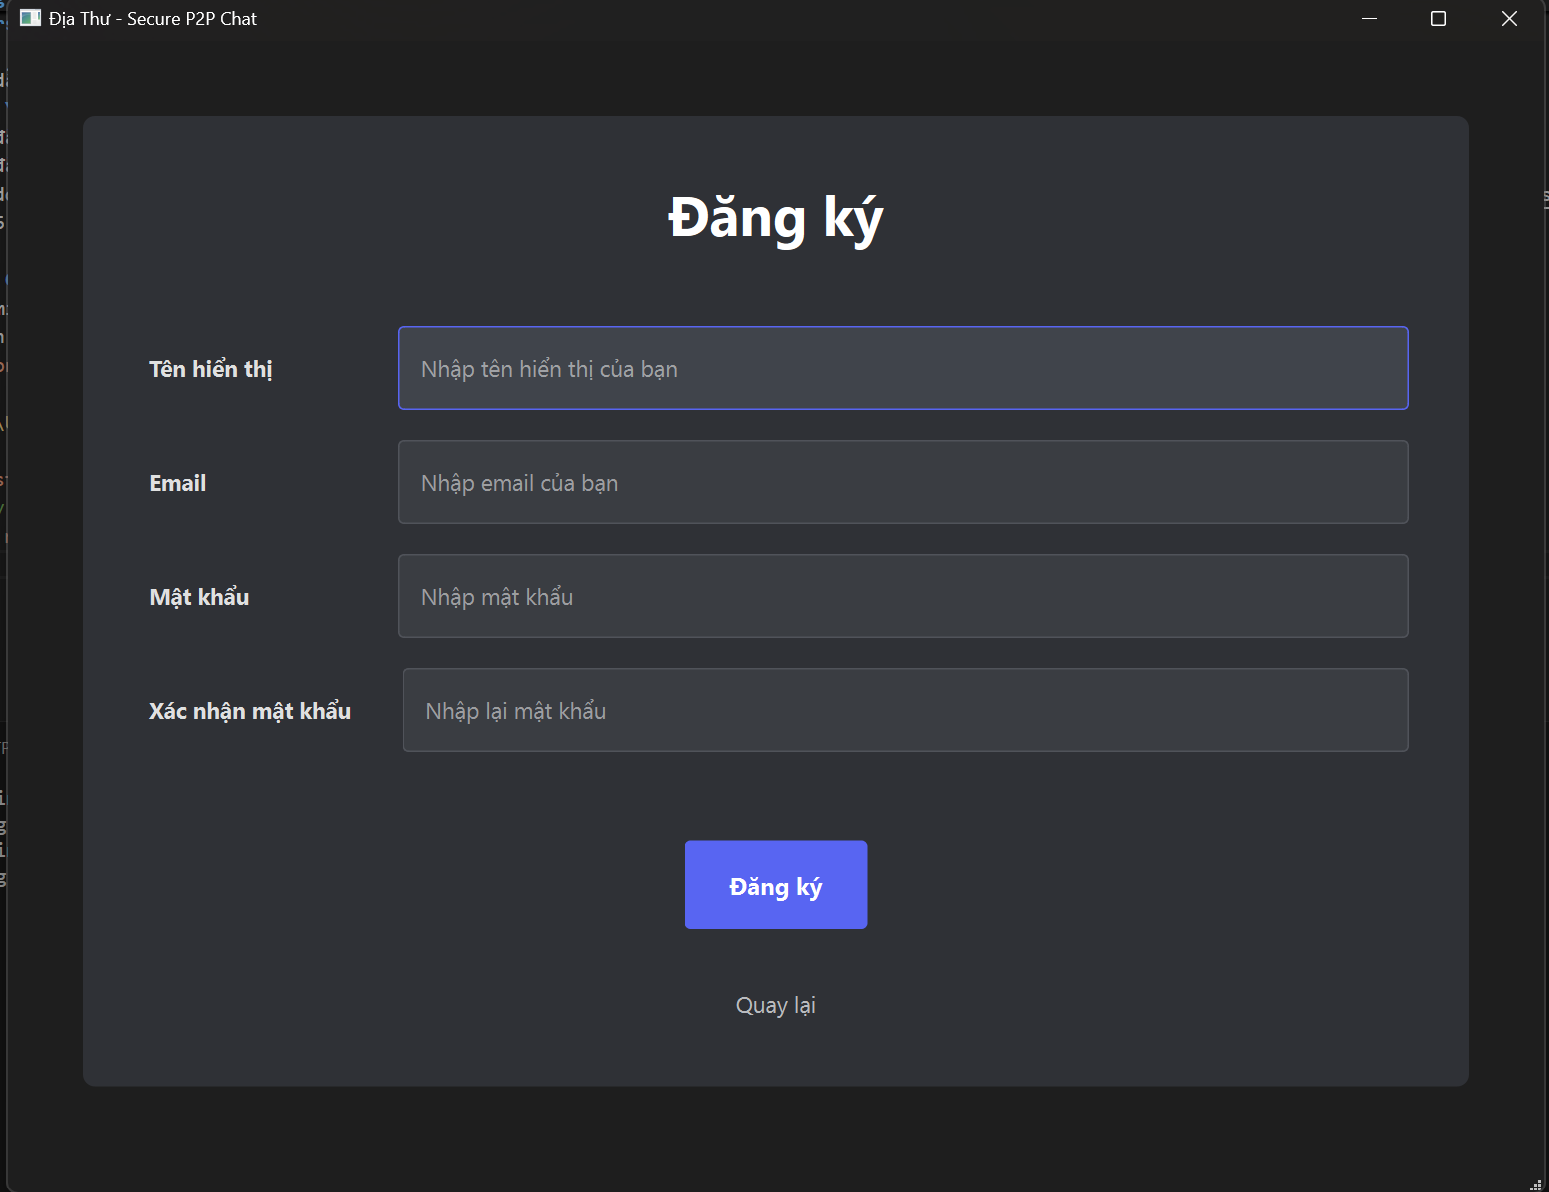 Địa Thư - Secure P2P Chat
Đăng ký
Tên hiển thị
Nhập tên hiển thị của bạn
Email
Nhập email của bạn
Mật khẩu
Nhập mật khẩu
Xác nhận mật khẩu
Nhập lại mật khẩu
Đăng ký
Quay lại